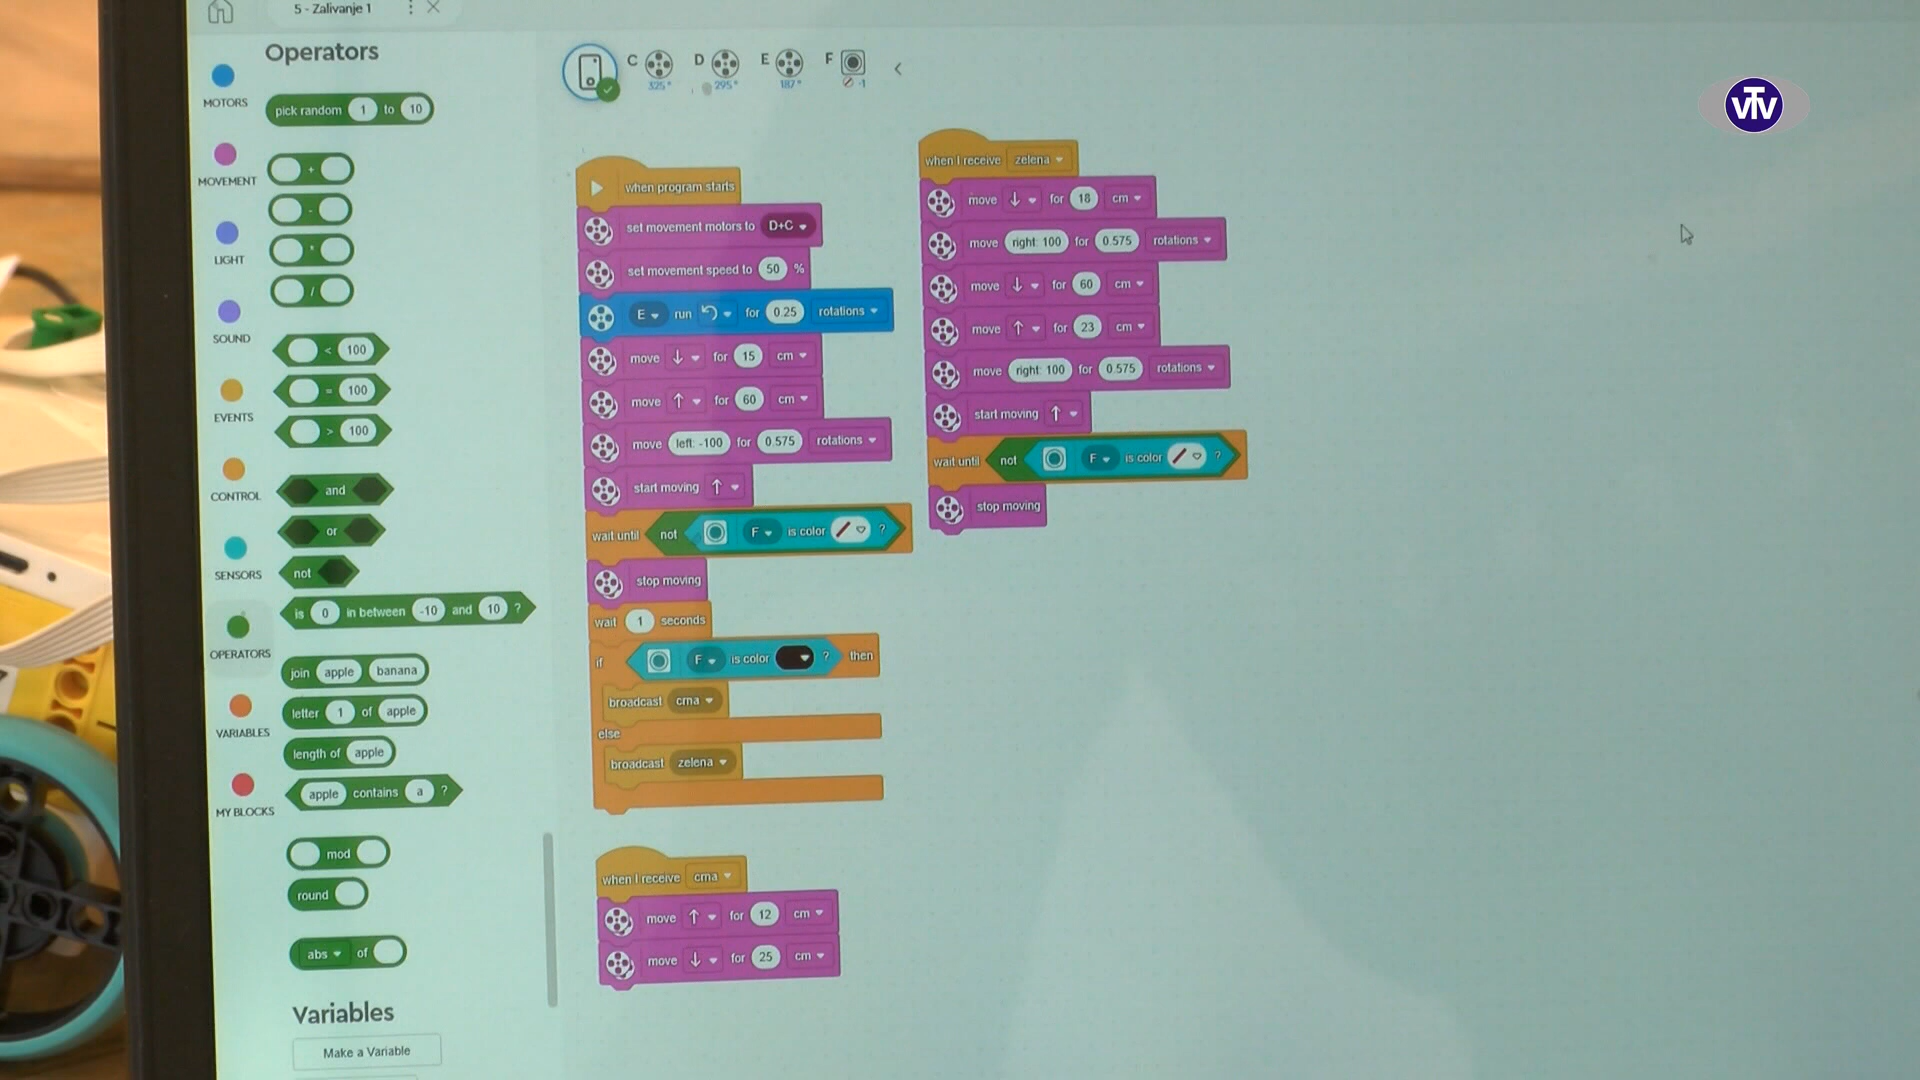 5 - Zalivanje 1
Operators
MOTORS
MOVEMENT
LIGHT
SOUND
EVENTS
CONTROL
SENSORS
OPERATORS
VARIABLES
MY BLOCKS
pick random 1 to 10
+
-
*
/
< 100
= 100
> 100
and
or
not
is 0 in between -10 and 10 ?
join apple banana
letter 1 of apple
length of apple
apple contains a ?
mod
round
abs of
Variables
Make a Variable
C 325°
D 295°
E 187°
F -1
when program starts
set movement motors to D+C
set movement speed to 50 %
E run for 0.25 rotations
move ↓ for 15 cm
move ↑ for 60 cm
move left: -100 for 0.575 rotations
start moving ↑
wait until not F is color ?
stop moving
wait 1 seconds
if F is color ? then
broadcast crna
else
broadcast zelena
when I receive crna
move ↑ for 12 cm
move ↓ for 25 cm
when I receive zelena
move ↓ for 18 cm
move right: 100 for 0.575 rotations
move ↓ for 60 cm
move ↑ for 23 cm
move right: 100 for 0.575 rotations
start moving ↑
wait until not F is color ?
stop moving
VTV